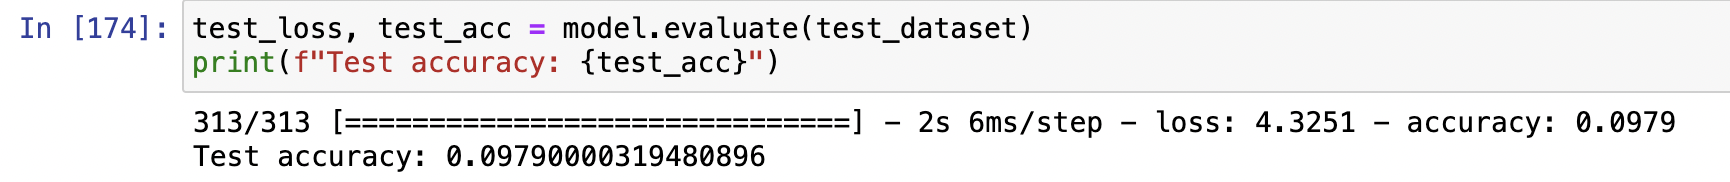 In [174]: test_loss, test_acc = model.evaluate(test_dataset)
print(f"Test accuracy: {test_acc}")
313/313 [==============================] - 2s 6ms/step - loss: 4.3251 - accuracy: 0.0979
Test accuracy: 0.09790000319480896